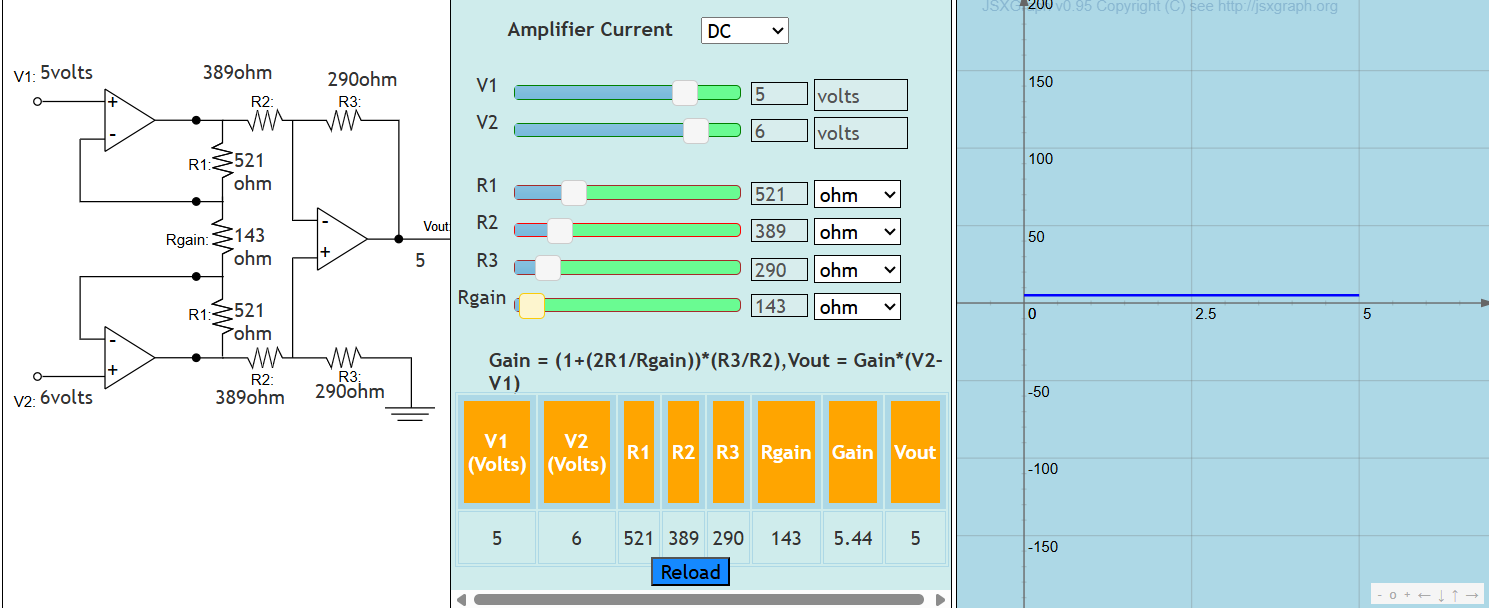 V1: 5volts
389ohm
290ohm
R2:
R3:
+
-
R1: 521
ohm
Rgain: 143
ohm
Vout:
5
-
+
R1: 521
ohm
-
+
R2:
389ohm
R3:
290ohm
V2: 6volts
Amplifier Current DC
V1 5 volts
V2 6 volts
R1 521 ohm
R2 389 ohm
R3 290 ohm
Rgain 143 ohm
Gain = (1+(2R1/Rgain))*(R3/R2),Vout = Gain*(V2-
V1)
V1 (Volts) V2 (Volts) R1 R2 R3 Rgain Gain Vout
5 6 521 389 290 143 5.44 5
Reload
v0.95 Copyright (C) see http://jsxgraph.org
200
150
100
50
0 2.5 5
-50
-100
-150
- o + ← ↓ ↑ →